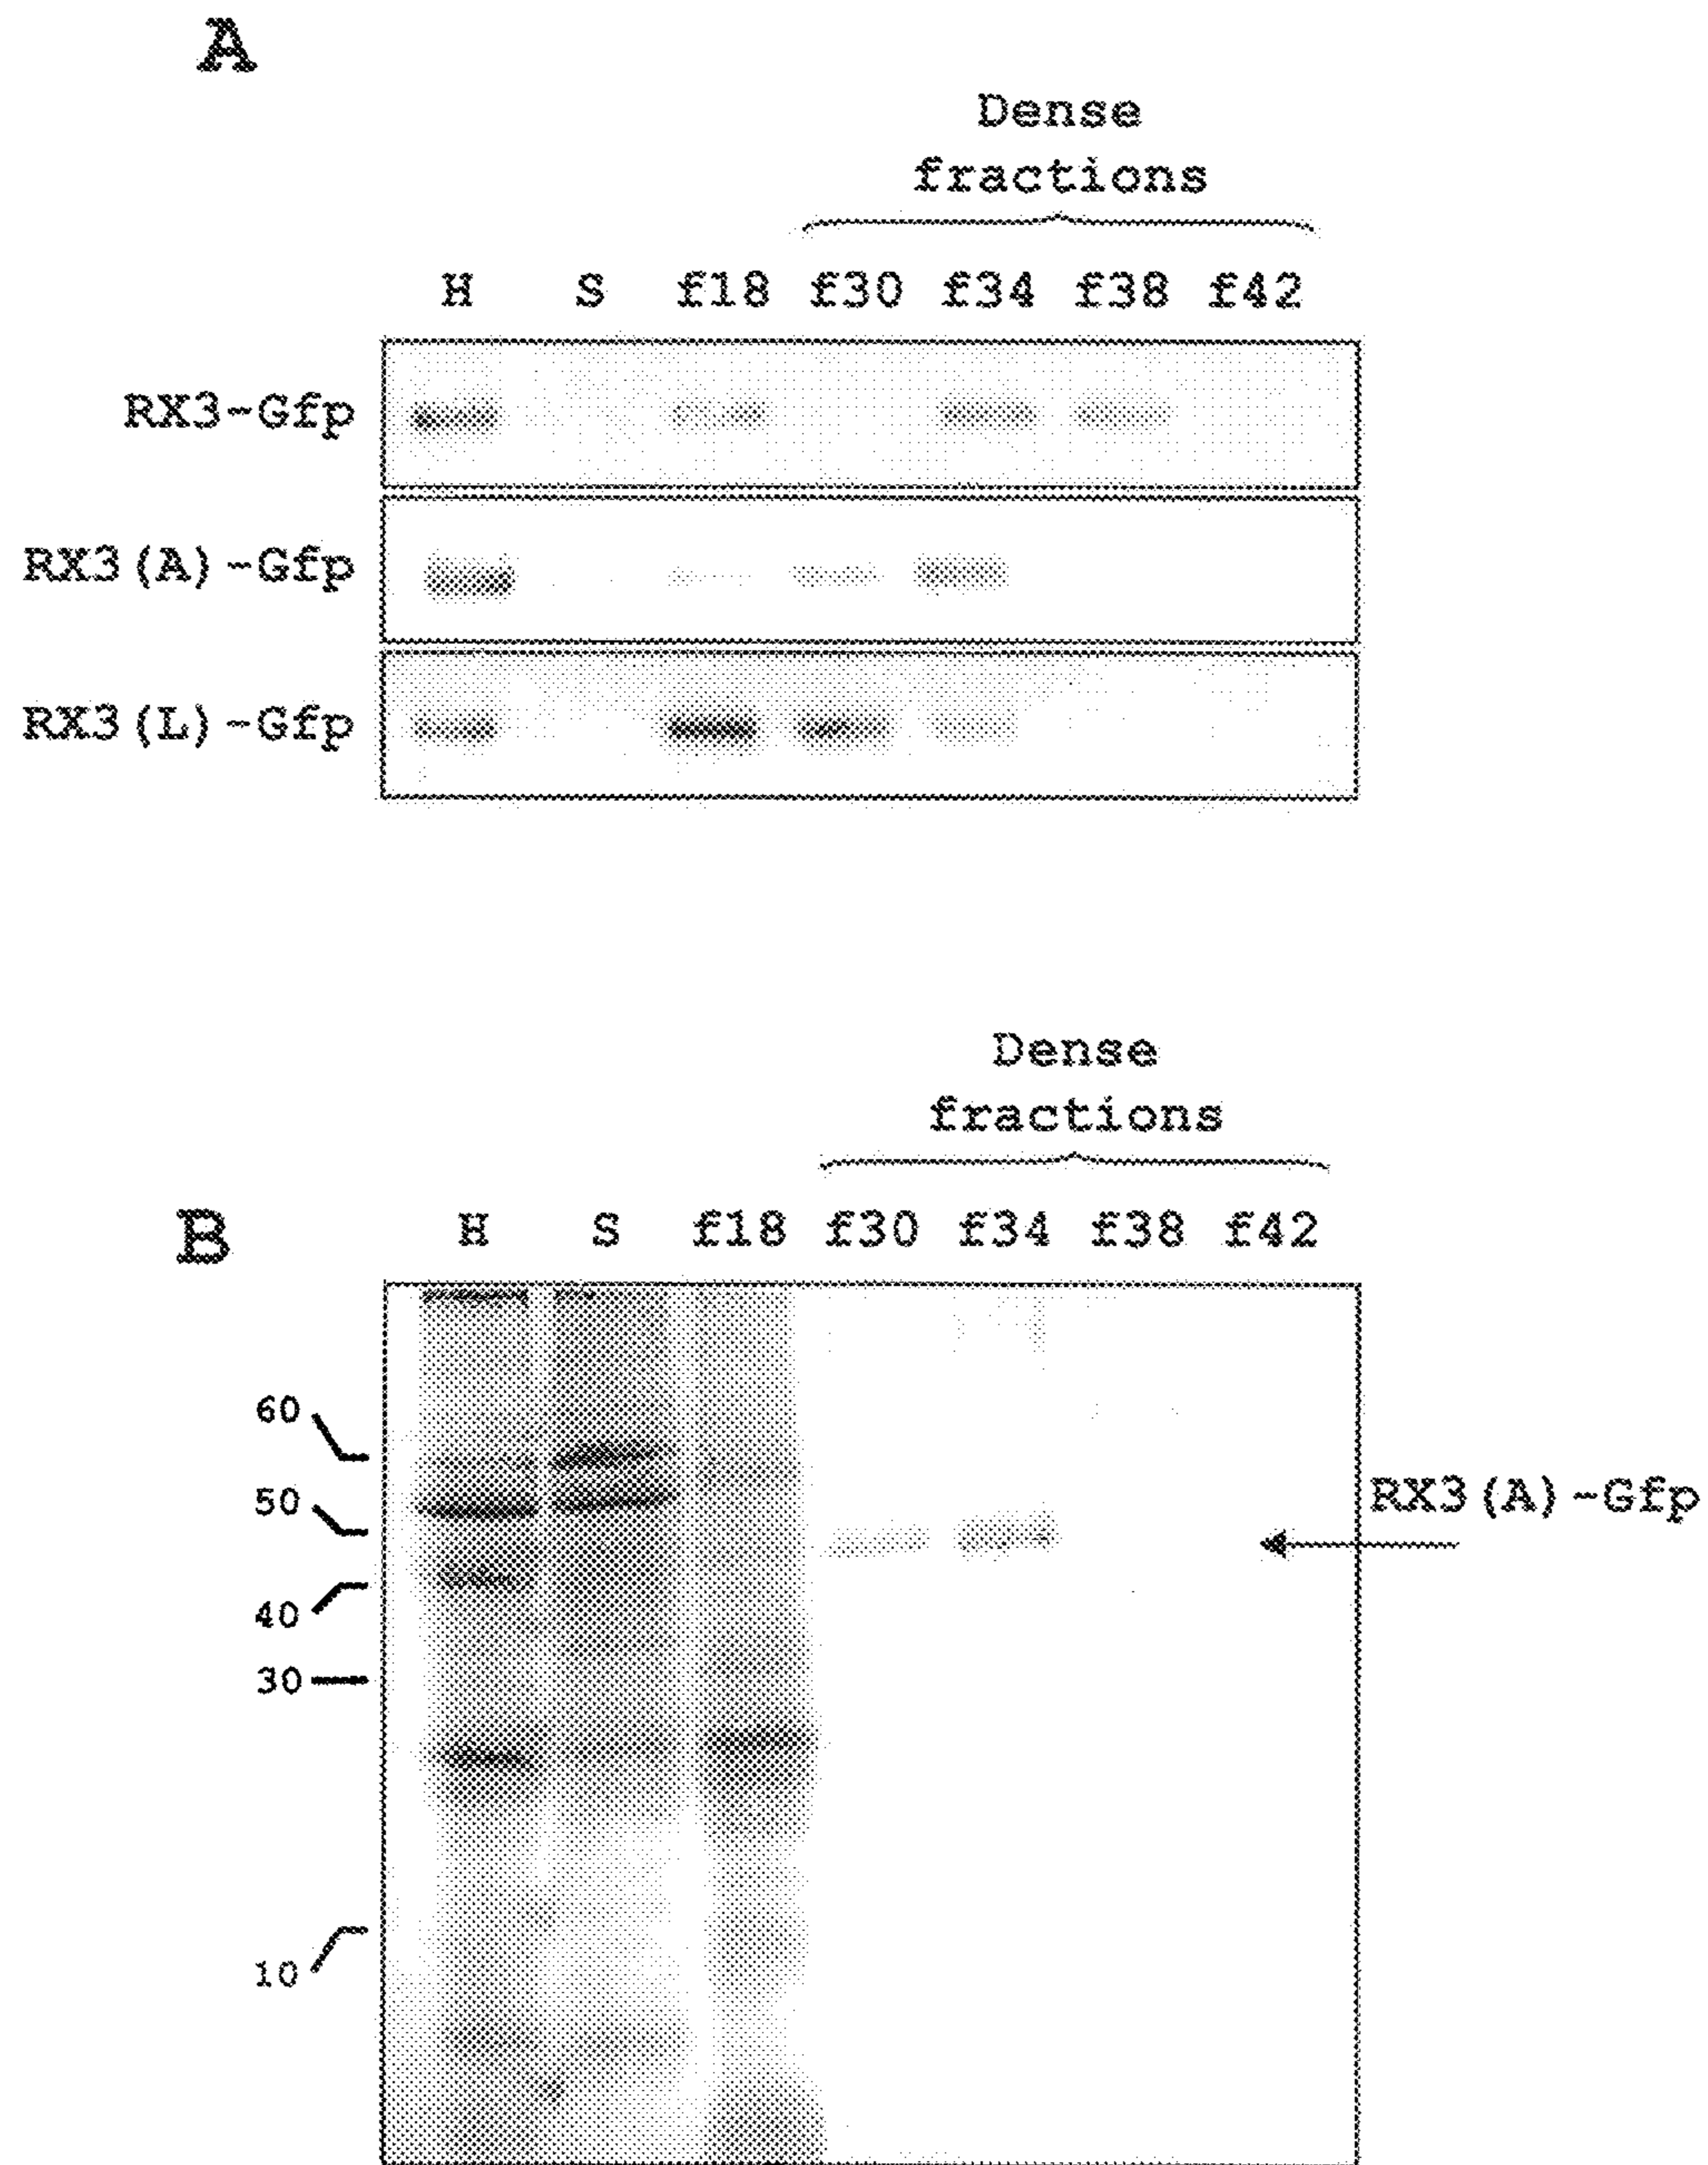 A
Dense
fractions
H S f18 f30 f34 f38 f42
RX3-Gfp
RX3(A)-Gfp
RX3(L)-Gfp
Dense
fractions
B
H S f18 f30 f34 f38 f42
60
50
40
30
10
RX3(A)-Gfp